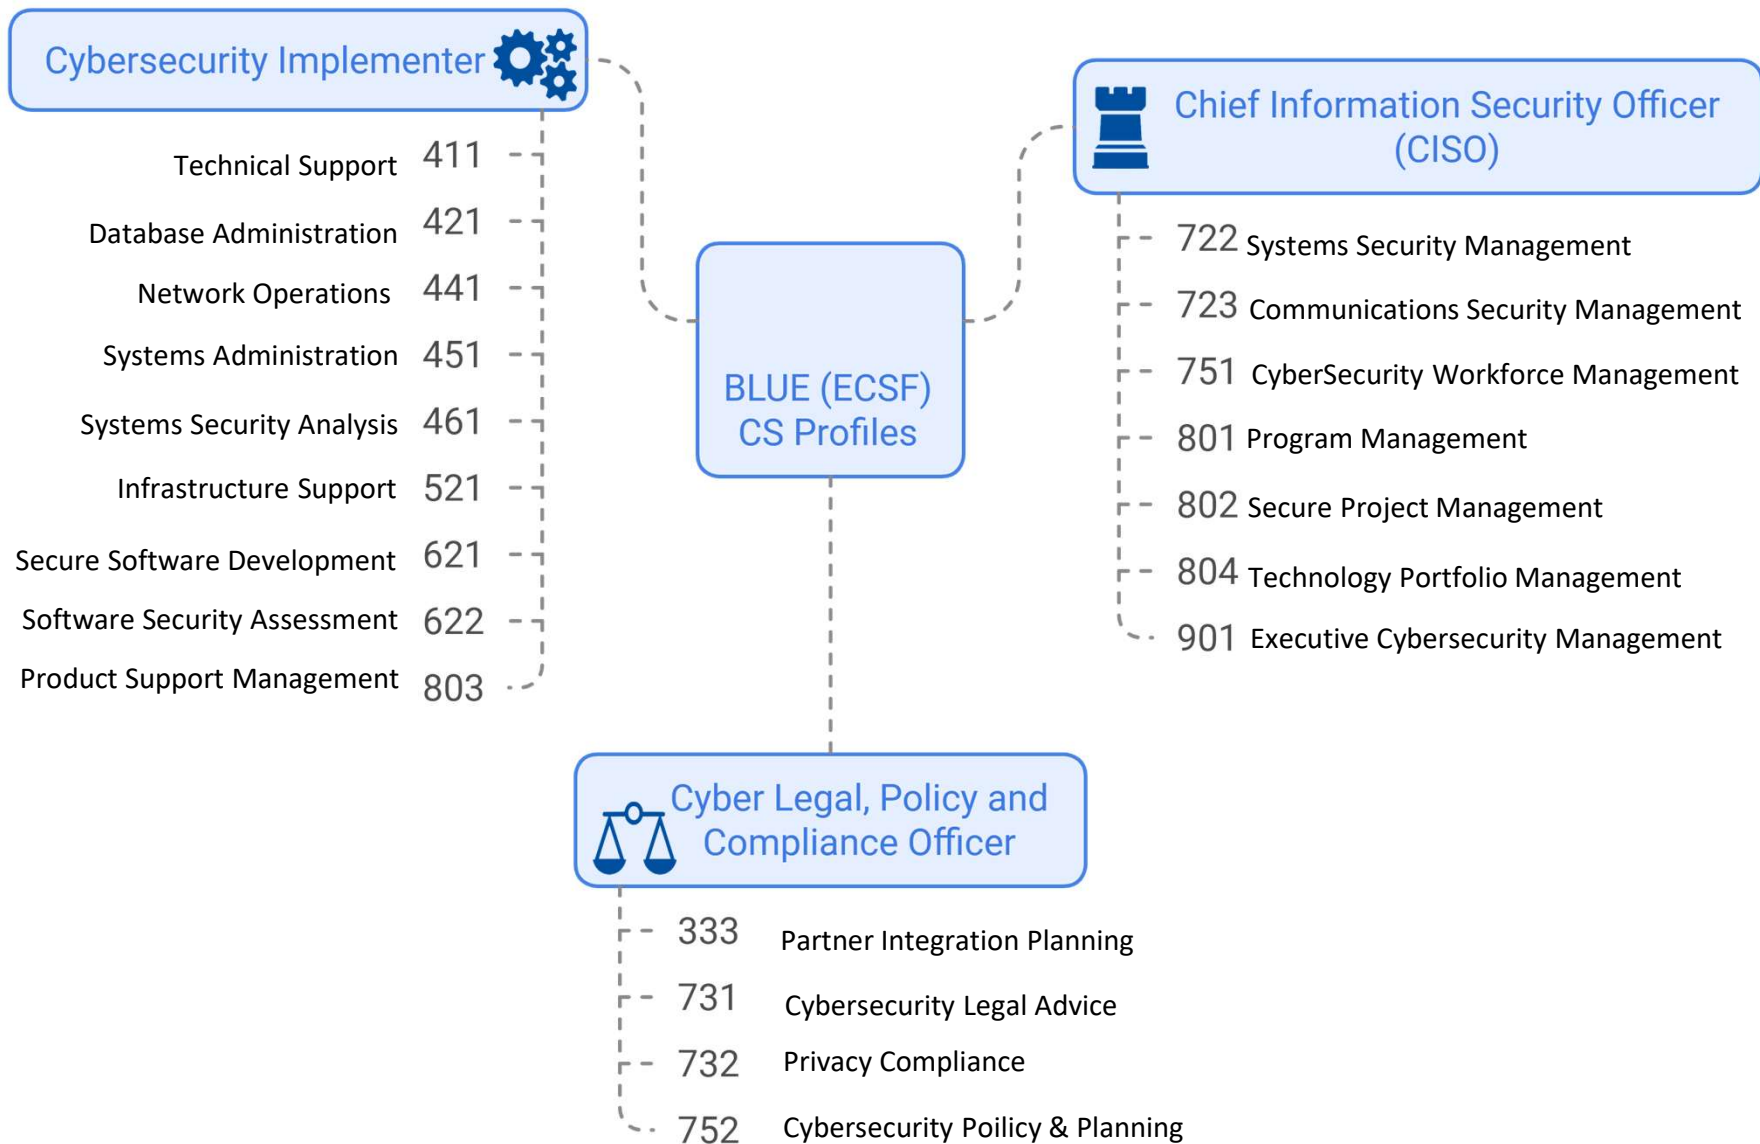 Cybersecurity Implementer
Technical Support 411
Database Administration 421
Network Operations 441
Systems Administration 451
Systems Security Analysis 461
Infrastructure Support 521
Secure Software Development 621
Software Security Assessment 622
Product Support Management 803
BLUE (ECSF)
CS Profiles
Chief Information Security Officer
(CISO)
722 Systems Security Management
723 Communications Security Management
751 CyberSecurity Workforce Management
801 Program Management
802 Secure Project Management
804 Technology Portfolio Management
901 Executive Cybersecurity Management
Cyber Legal, Policy and
Compliance Officer
333 Partner Integration Planning
731 Cybersecurity Legal Advice
732 Privacy Compliance
752 Cybersecurity Poilicy & Planning